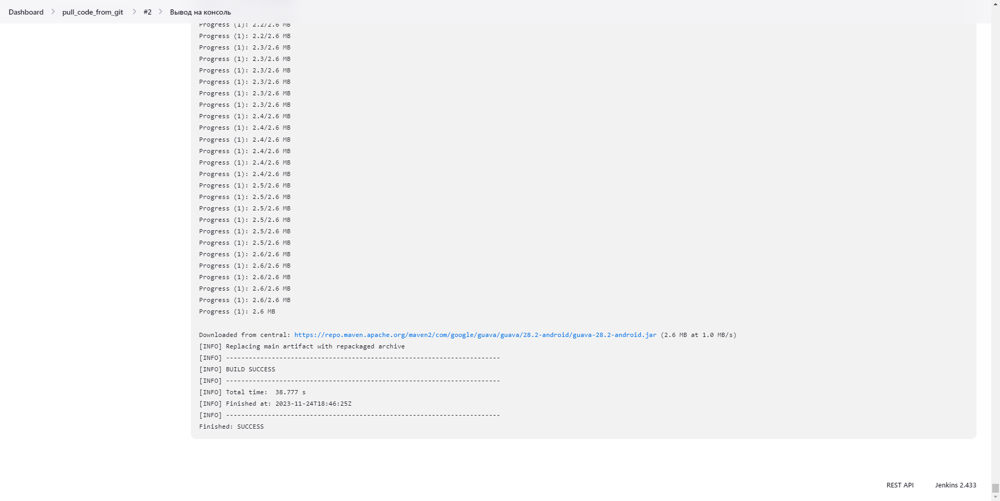 Dashboard > pull_code_from_git > #2 > Вывод на консоль
Progress (1): 2.2/2.6 MB
Progress (1): 2.2/2.6 MB
Progress (1): 2.3/2.6 MB
Progress (1): 2.3/2.6 MB
Progress (1): 2.3/2.6 MB
Progress (1): 2.3/2.6 MB
Progress (1): 2.3/2.6 MB
Progress (1): 2.3/2.6 MB
Progress (1): 2.4/2.6 MB
Progress (1): 2.4/2.6 MB
Progress (1): 2.4/2.6 MB
Progress (1): 2.4/2.6 MB
Progress (1): 2.4/2.6 MB
Progress (1): 2.4/2.6 MB
Progress (1): 2.5/2.6 MB
Progress (1): 2.5/2.6 MB
Progress (1): 2.5/2.6 MB
Progress (1): 2.5/2.6 MB
Progress (1): 2.5/2.6 MB
Progress (1): 2.5/2.6 MB
Progress (1): 2.6/2.6 MB
Progress (1): 2.6/2.6 MB
Progress (1): 2.6/2.6 MB
Progress (1): 2.6/2.6 MB
Progress (1): 2.6/2.6 MB
Progress (1): 2.6 MB
Downloaded from central: https://repo.maven.apache.org/maven2/com/google/guava/guava/28.2-android/guava-28.2-android.jar (2.6 MB at 1.0 MB/s)
[INFO] Replacing main artifact with repackaged archive
[INFO] ------------------------------------------------------------------------
[INFO] BUILD SUCCESS
[INFO] ------------------------------------------------------------------------
[INFO] Total time:  38.777 s
[INFO] Finished at: 2023-11-24T18:46:25Z
[INFO] ------------------------------------------------------------------------
Finished: SUCCESS
REST API Jenkins 2.433